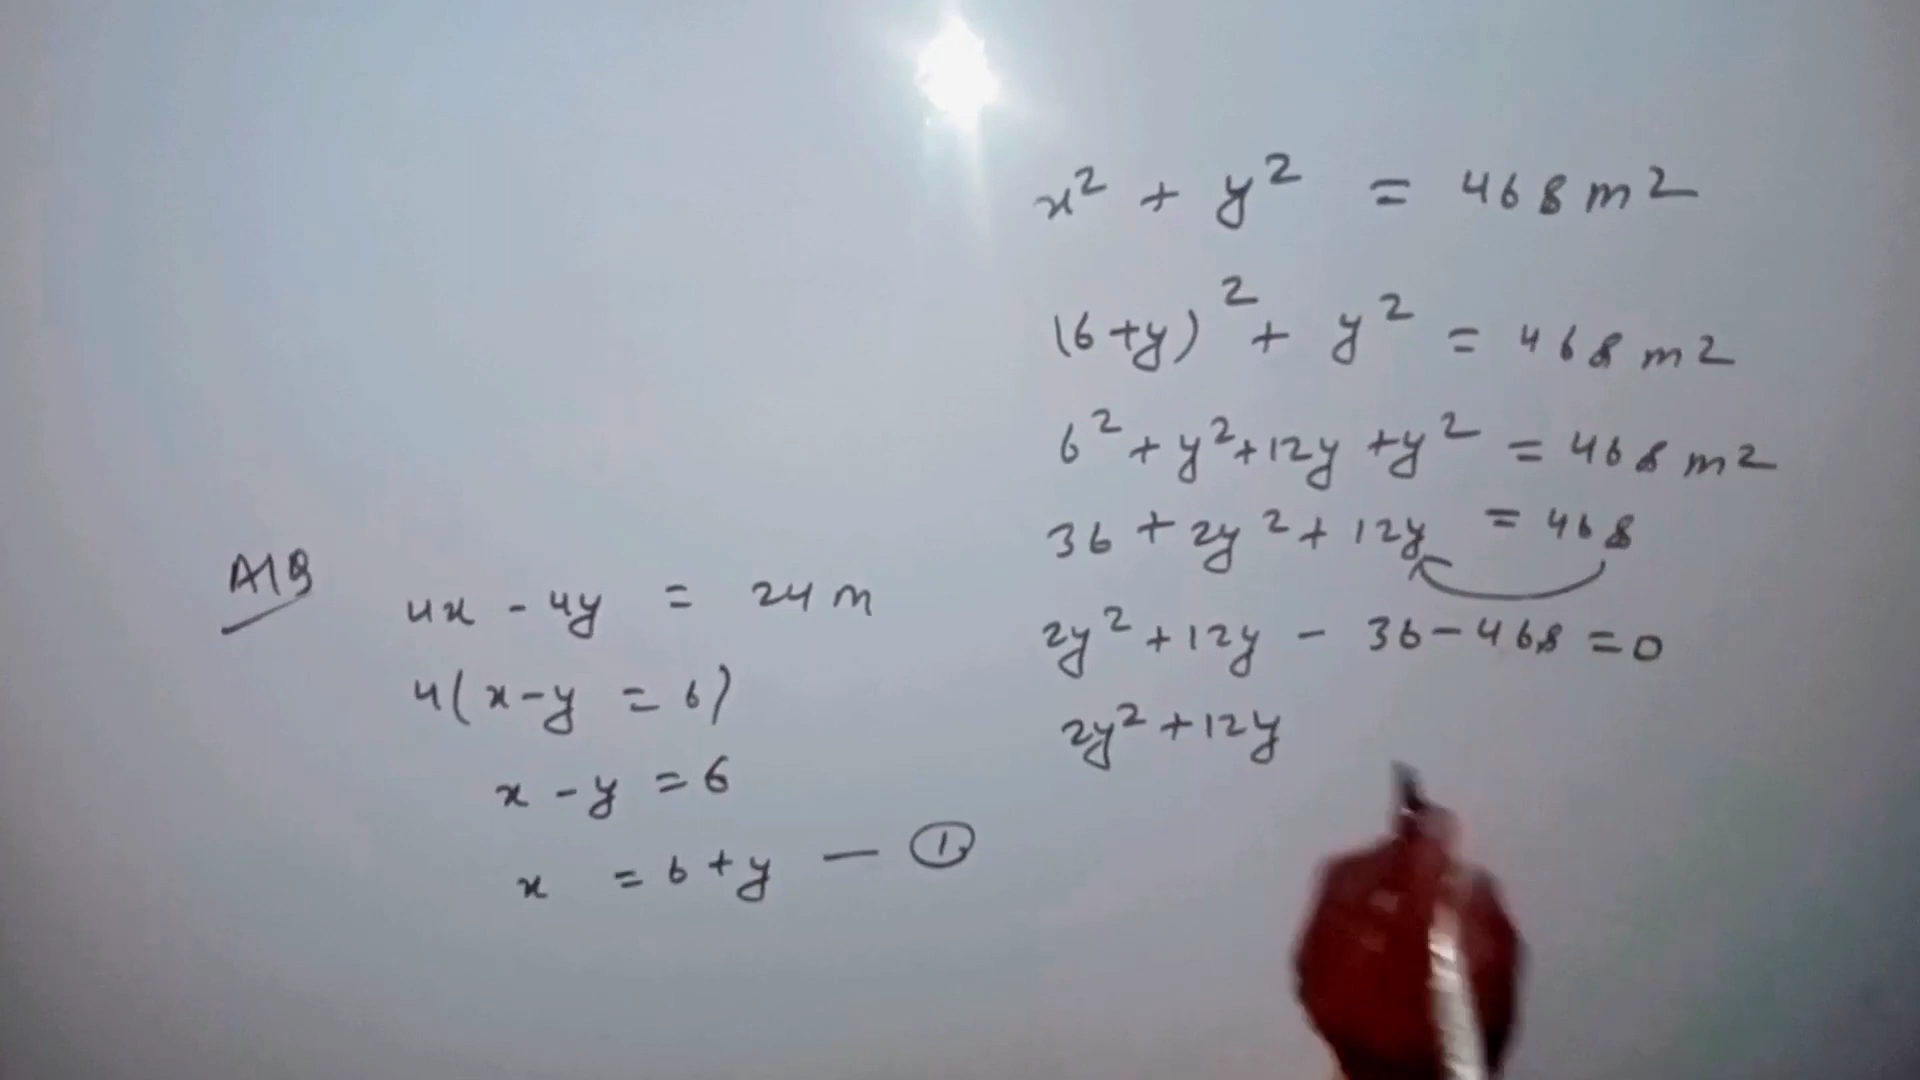 A/Q
4x - 4y = 24 m
4(x-y = 6)
x - y = 6
x = 6 + y — ①
x² + y² = 468 m²
(6+y)² + y² = 468 m²
6² + y² + 12y + y² = 468 m²
36 + 2y² + 12y = 468
2y² + 12y - 36 - 468 = 0
2y² + 12y